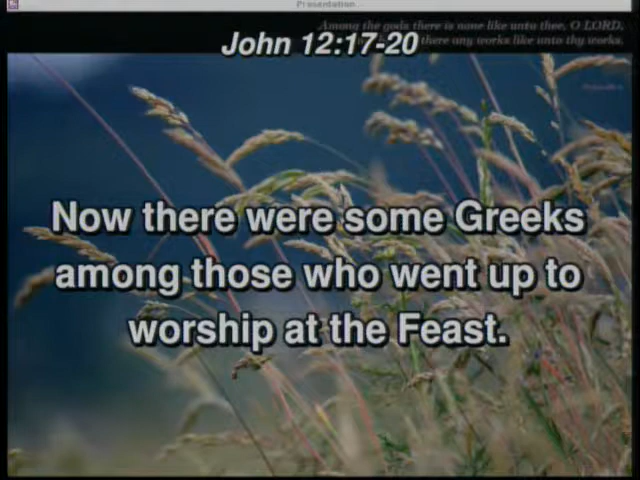 Presentation
Among the gods there is none like unto thee, O LORD,
there any works like unto thy works.
John 12:17-20
Now there were some Greeks
among those who went up to
worship at the Feast.